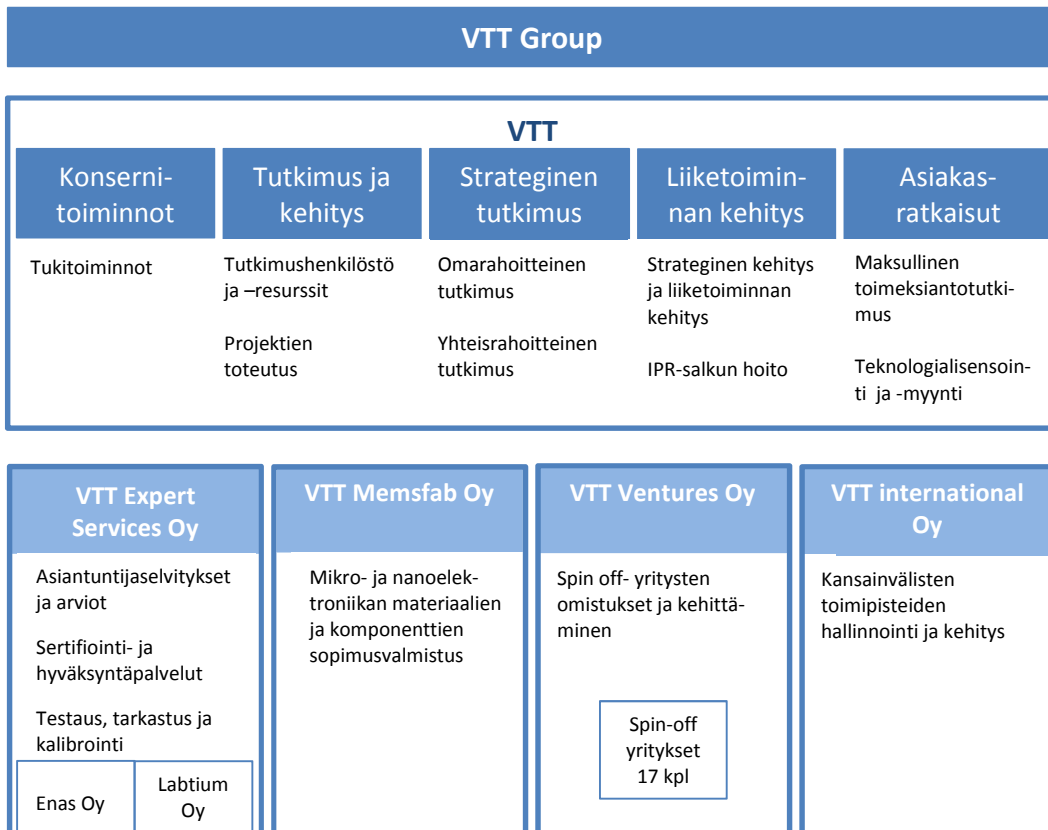 VTT Group
VTT
Konserni-
toiminnot
Tukitoiminnot
Tutkimus ja
kehitys
Tutkimushenkilöstö
ja –resurssit
Projektien
toteutus
Strateginen
tutkimus
Omarahoitteinen
tutkimus
Yhteisrahoitteinen
tutkimus
Liiketoimin-
nan kehitys
Strateginen kehitys
ja liiketoiminnan
kehitys
IPR-salkun hoito
Asiakas-
ratkaisut
Maksullinen
toimeksiantotutki-
mus
Teknologialisensoin-
ti ja -myynti
VTT Expert
Services Oy
Asiantuntijaselvitykset
ja arviot
Sertifiointi- ja
hyväksyntäpalvelut
Testaus, tarkastus ja
kalibrointi
Enas Oy
Labtium
Oy
VTT Memsfab Oy
Mikro- ja nanoelek-
troniikan materiaalien
ja komponenttien
sopimusvalmistus
VTT Ventures Oy
Spin off- yritysten
omistukset ja kehittä-
minen
Spin-off
yritykset
17 kpl
VTT international
Oy
Kansainvälisten
toimipisteiden
hallinnointi ja kehitys